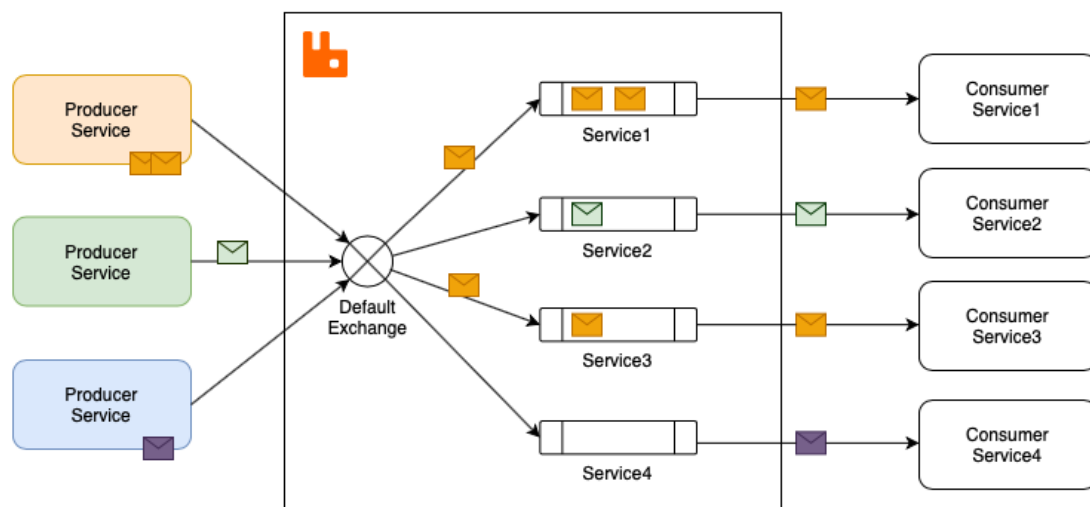 Producer
Service
Producer
Service
Producer
Service
Default
Exchange
Service1
Service2
Service3
Service4
Consumer
Service1
Consumer
Service2
Consumer
Service3
Consumer
Service4